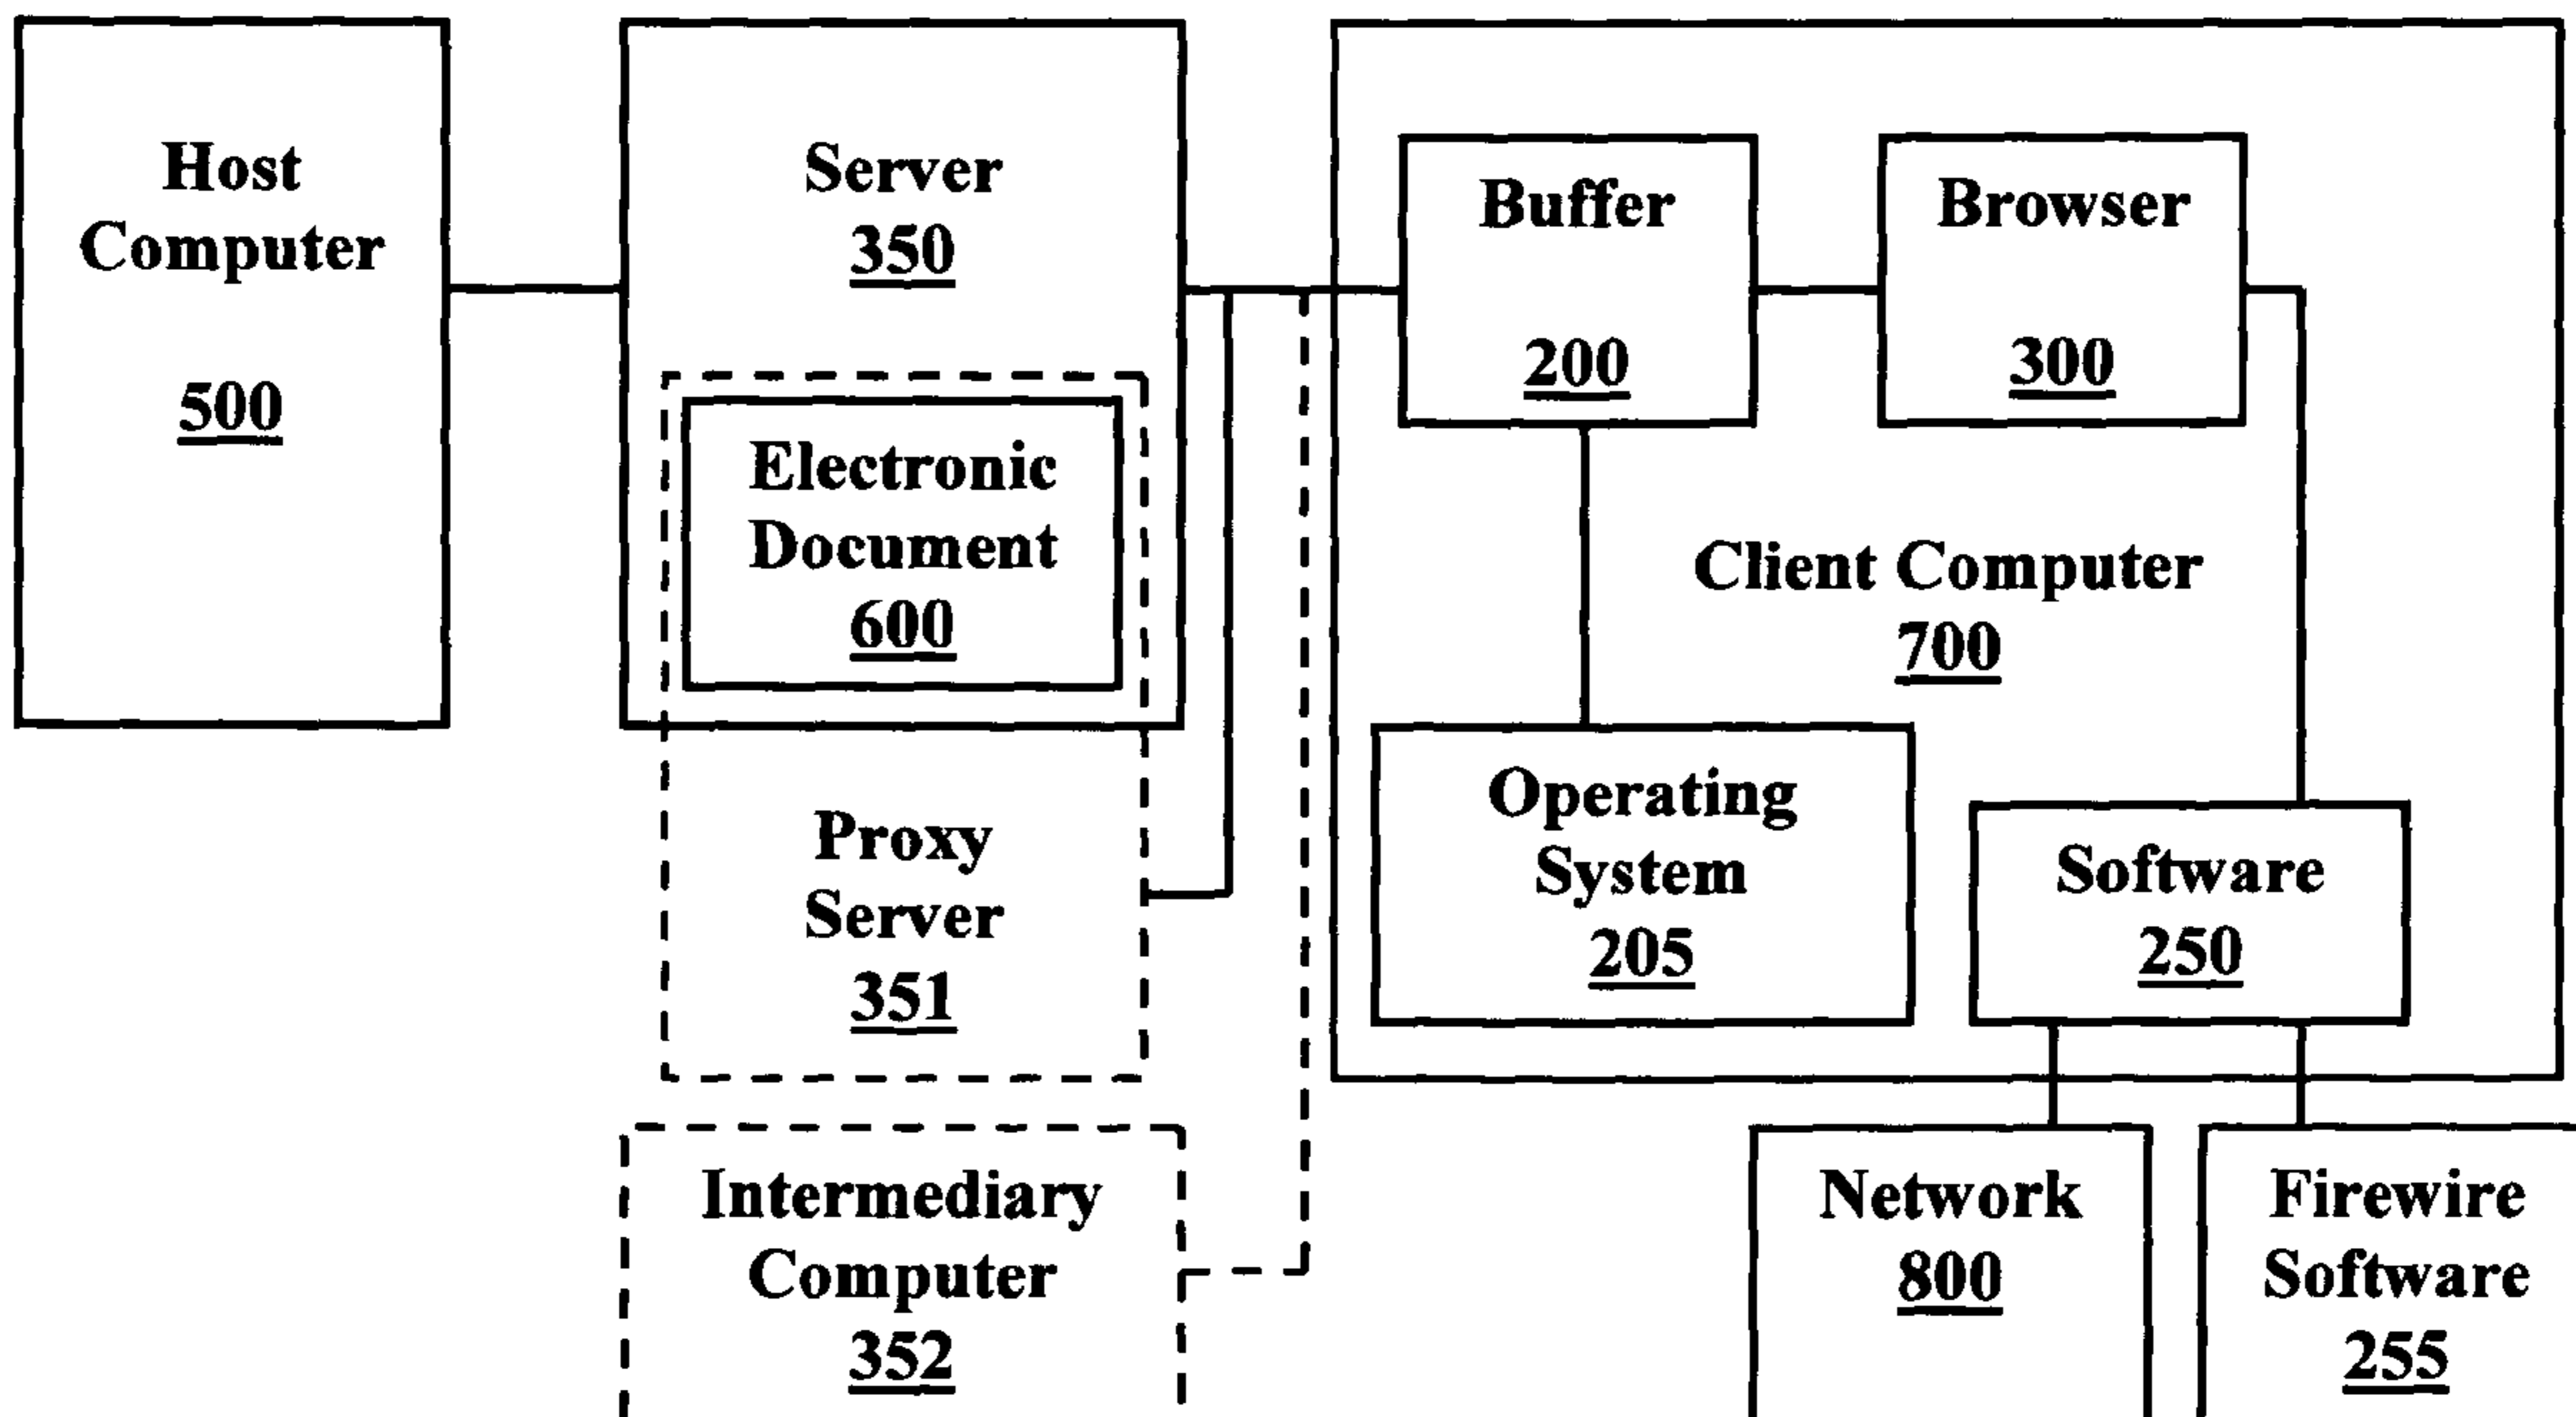 Host
Computer
500
Server
350
Electronic
Document
600
Proxy
Server
351
Intermediary
Computer
352
Buffer
200
Browser
300
Client Computer
700
Operating
System
205
Software
250
Network
800
Firewire
Software
255